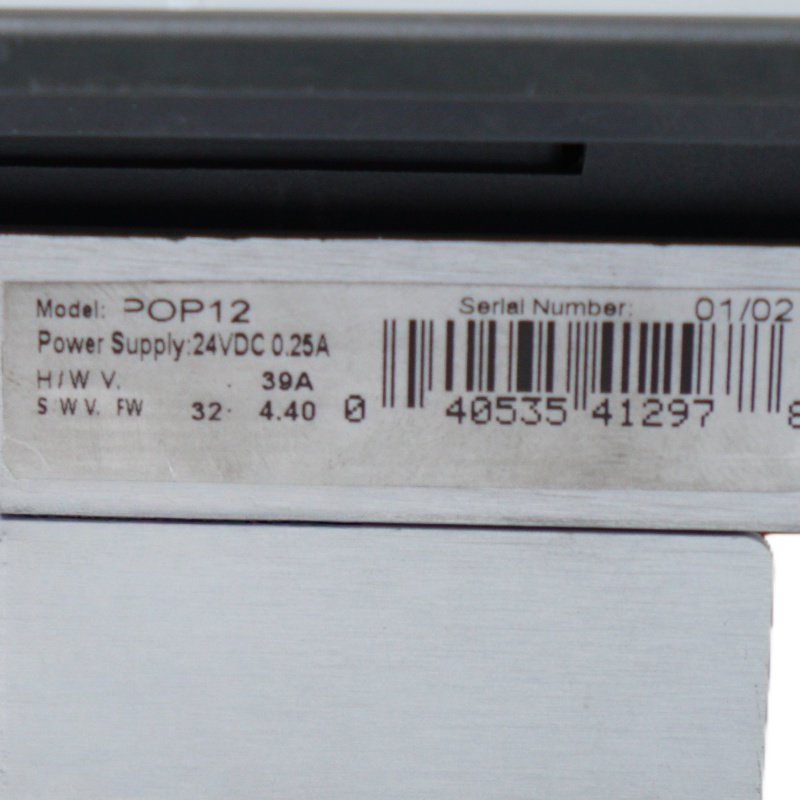 Model: POP12 Serial Number: 01/02
Power Supply:24VDC 0.25A
H/W V. 39A
S W V. FW 32 4.40
0 40535 41297 8